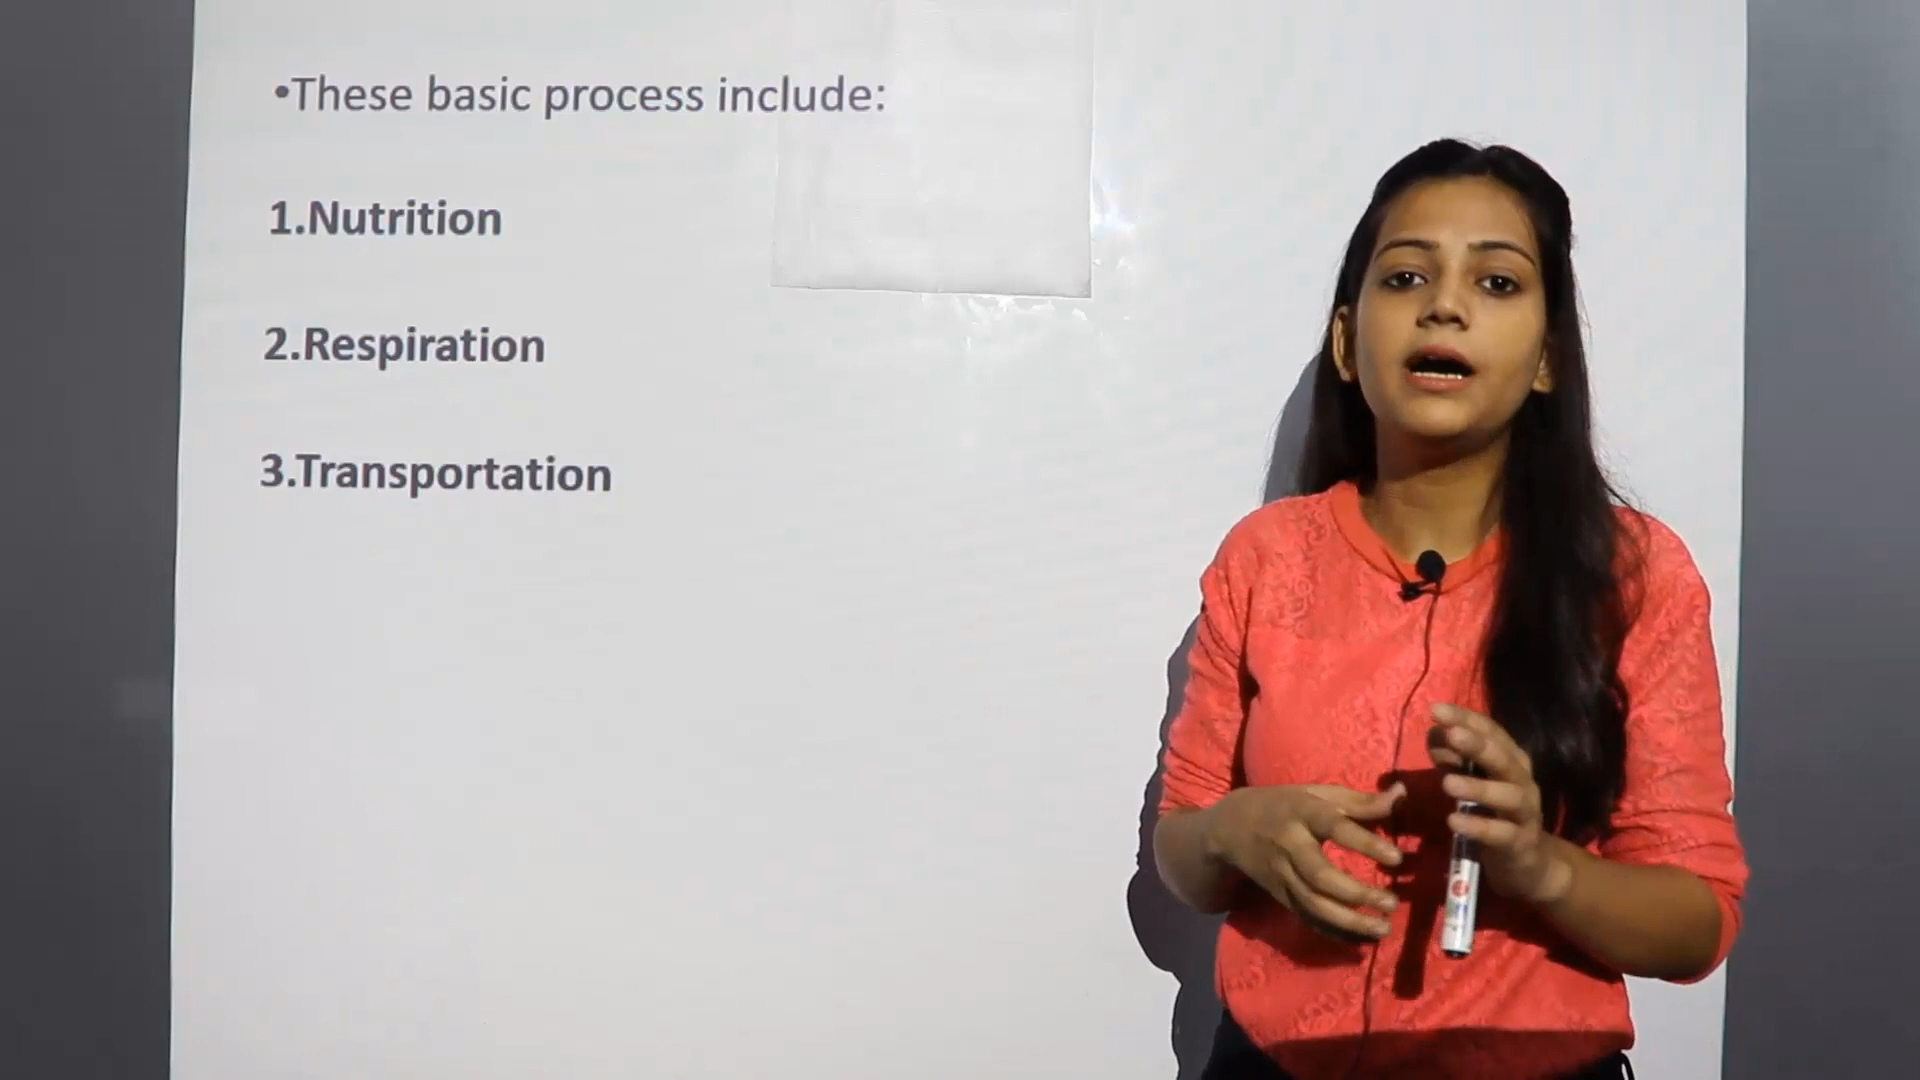 •These basic process include:
1.Nutrition
2.Respiration
3.Transportation